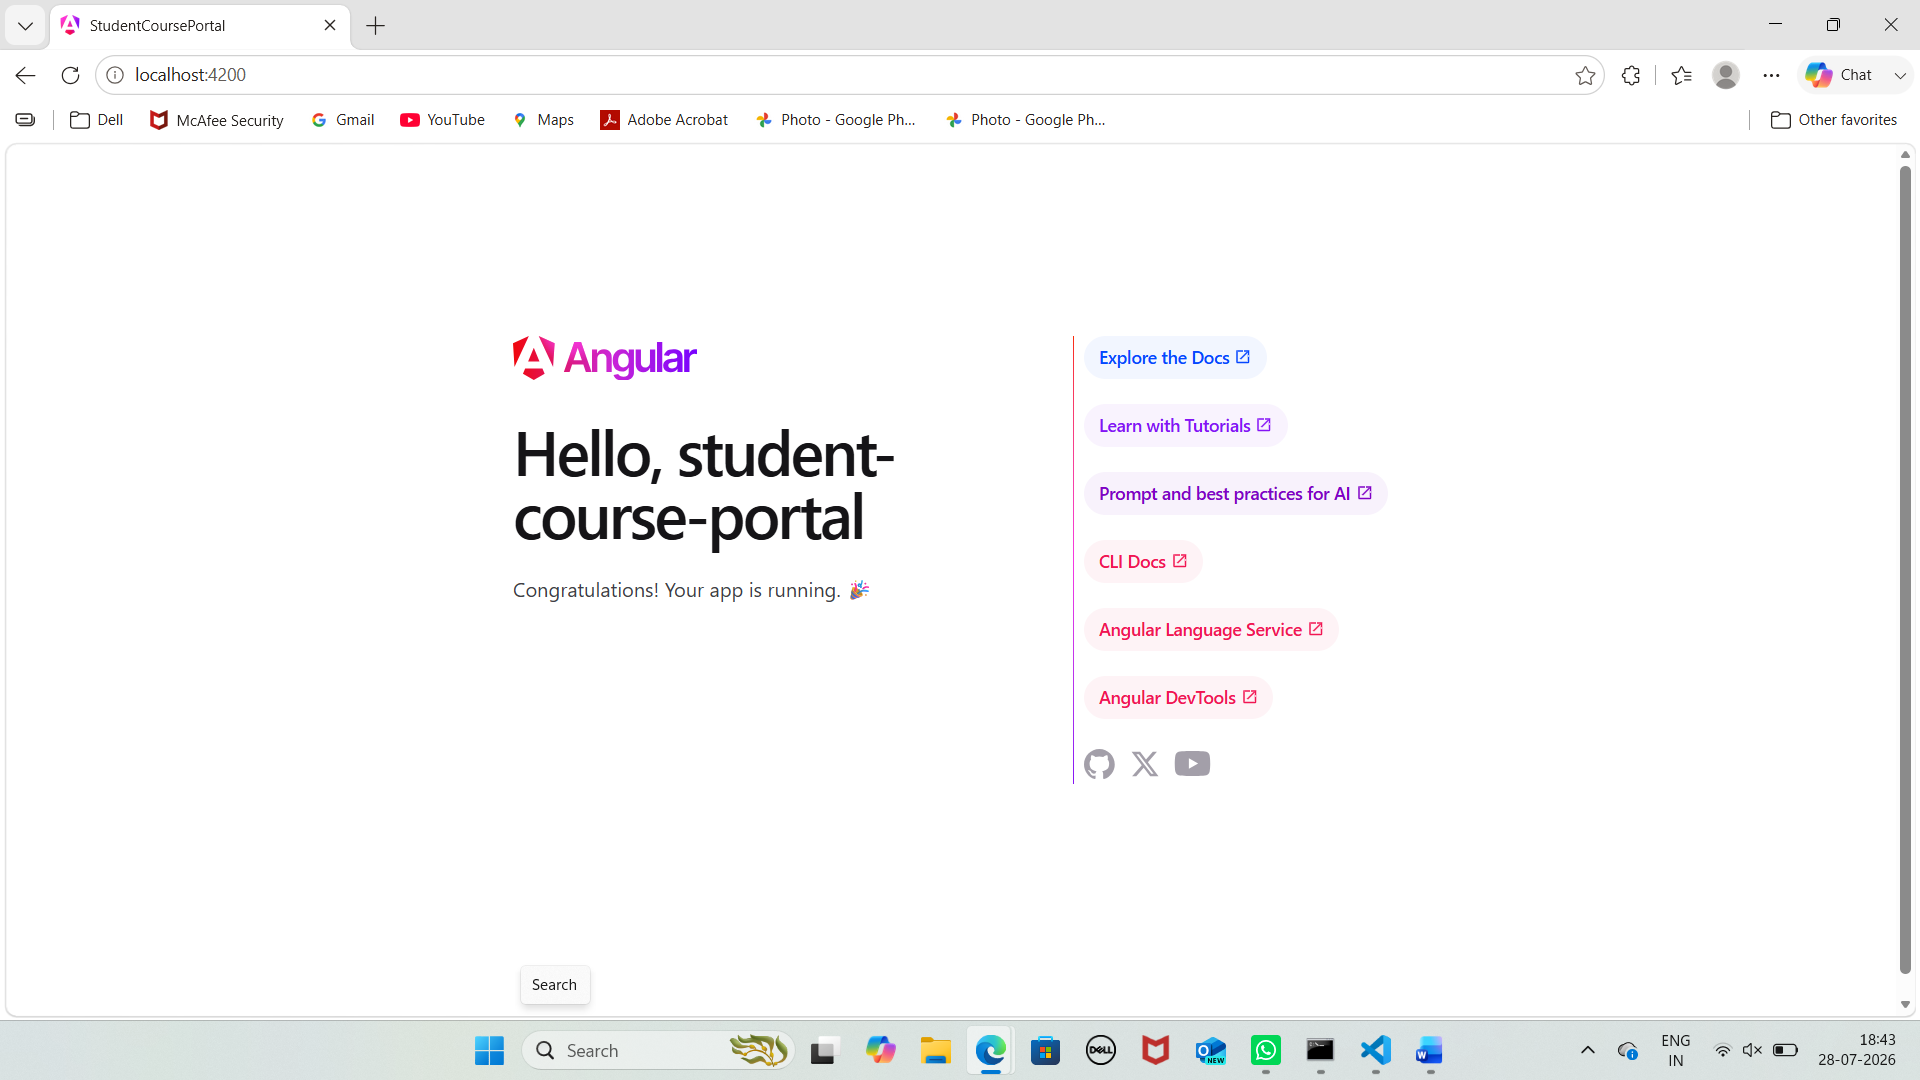 StudentCoursePortal
localhost:4200
Chat
Dell
McAfee Security
Gmail
YouTube
Maps
Adobe Acrobat
Photo - Google Ph...
Photo - Google Ph...
Other favorites
Angular
Hello, student-
course-portal
Congratulations! Your app is running. 🎉
Explore the Docs
Learn with Tutorials
Prompt and best practices for AI
CLI Docs
Angular Language Service
Angular DevTools
Search
Search
DELL
NEW
W
ENG
IN
18:43
28-07-2026